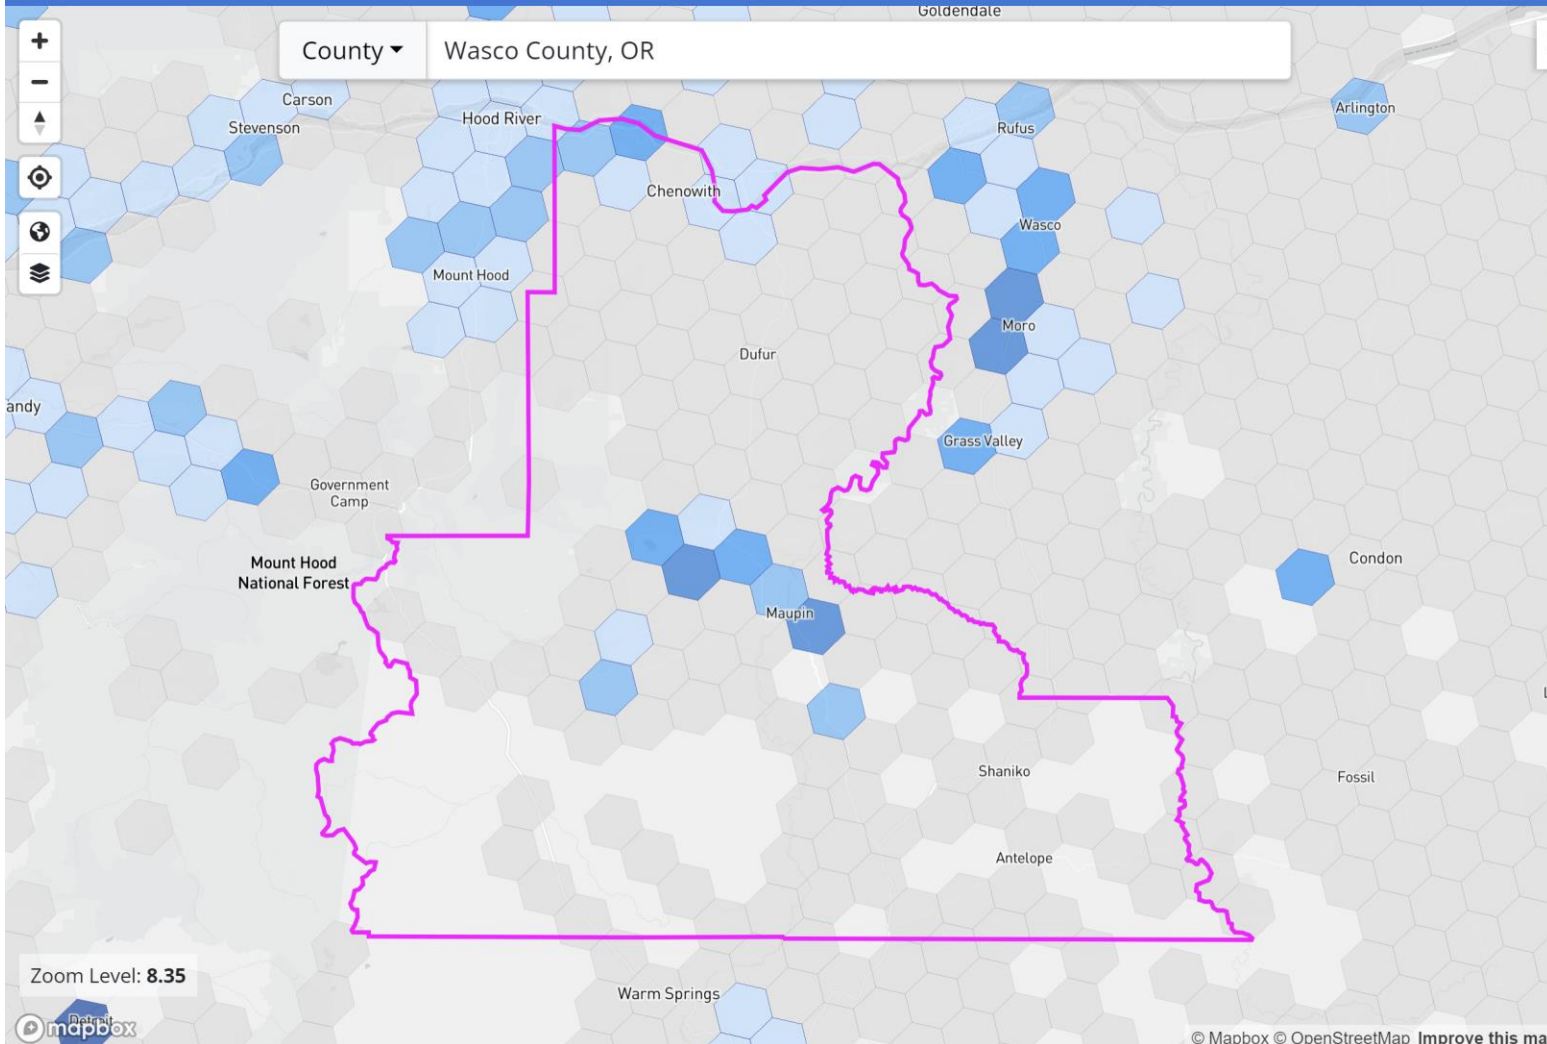 Goldendale
County
Wasco County, OR
Carson
Arlington
Hood River
Stevenson
Rufus
Chenowith
Wasco
Mount Hood
Moro
Dufur
andy
Grass Valley
Government
Camp
Mount Hood
National Forest
Condon
Maupin
Shaniko
Fossil
Antelope
Zoom Level: 8.35
Warm Springs
Detroit
mapbox
© Mapbox © OpenStreetMap Improve this ma